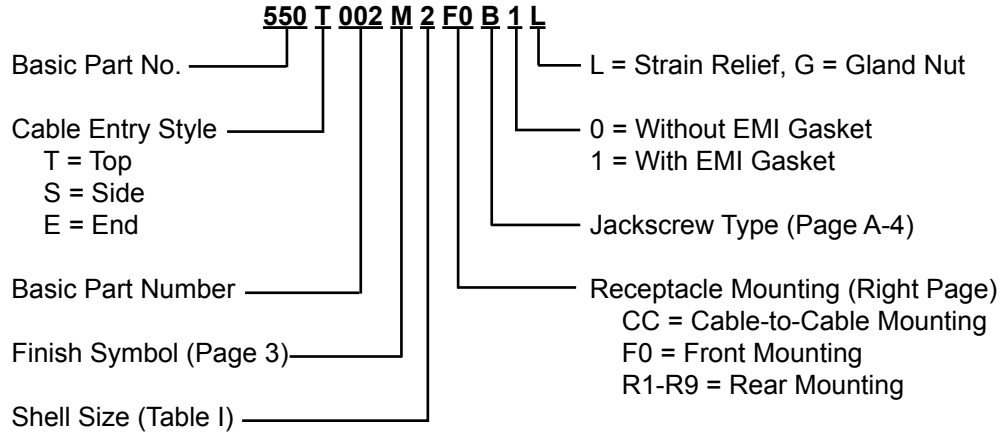 550 T 002 M 2 F0 B 1 L
Basic Part No.
Cable Entry Style
T = Top
S = Side
E = End
Basic Part Number
Finish Symbol (Page 3)
Shell Size (Table I)
L = Strain Relief, G = Gland Nut
0 = Without EMI Gasket
1 = With EMI Gasket
Jackscrew Type (Page A-4)
Receptacle Mounting (Right Page)
CC = Cable-to-Cable Mounting
F0 = Front Mounting
R1-R9 = Rear Mounting